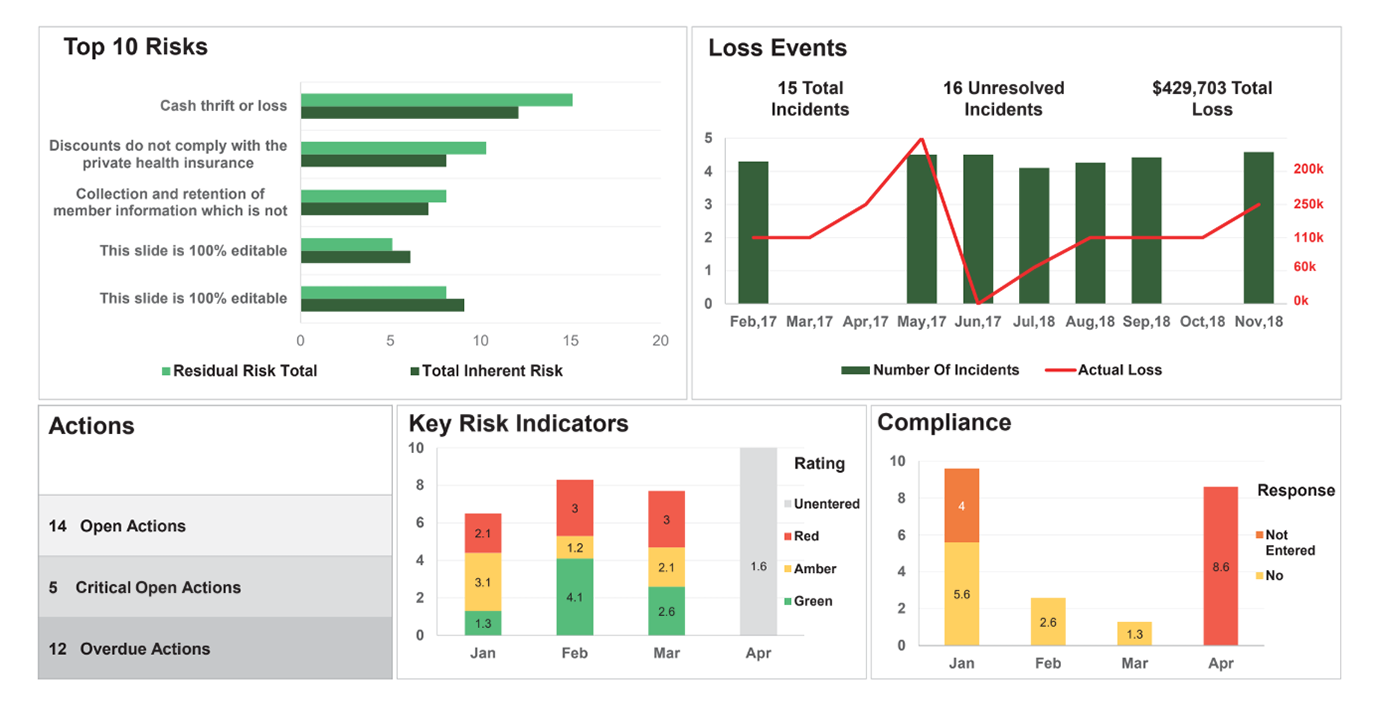 Top 10 Risks
Cash thrift or loss
Discounts do not comply with the
private health insurance
Collection and retention of
member information which is not
This slide is 100% editable
This slide is 100% editable
0 5 10 15 20
Residual Risk Total
Total Inherent Risk
Loss Events
15 Total
Incidents
16 Unresolved
Incidents
$429,703 Total
Loss
5
4
3
2
1
0
200k
250k
110k
60k
0k
Feb,17 Mar,17 Apr,17 May,17 Jun,17 Jul,18 Aug,18 Sep,18 Oct,18 Nov,18
Number Of Incidents
Actual Loss
Actions
14 Open Actions
5 Critical Open Actions
12 Overdue Actions
Key Risk Indicators
10
8
6
4
2
0
2.1
3.1
1.3
3
1.2
4.1
3
2.1
2.6
1.6
Jan Feb Mar Apr
Rating
Unentered
Red
Amber
Green
Compliance
10
8
6
4
2
0
4
5.6
2.6
1.3
8.6
Jan Feb Mar Apr
Response
Not
Entered
No